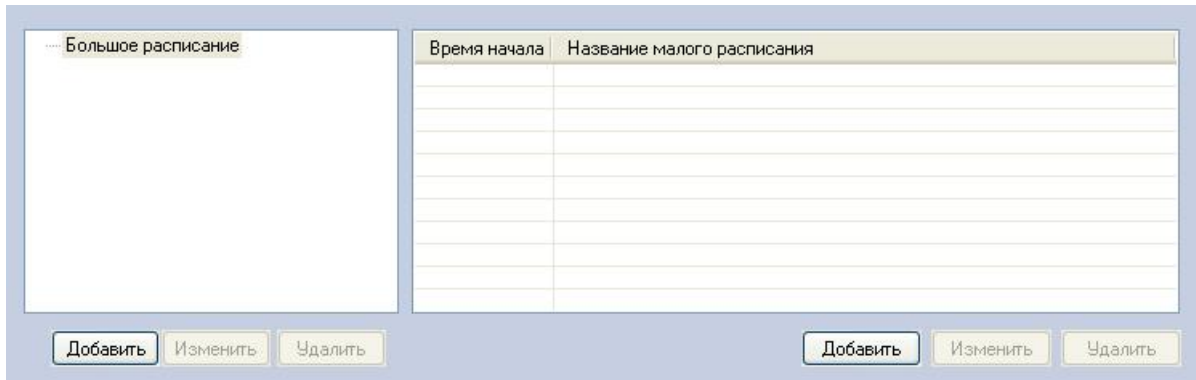 Большое расписание
Время начала Название малого расписания
Добавить Изменить Удалить Добавить Изменить Удалить